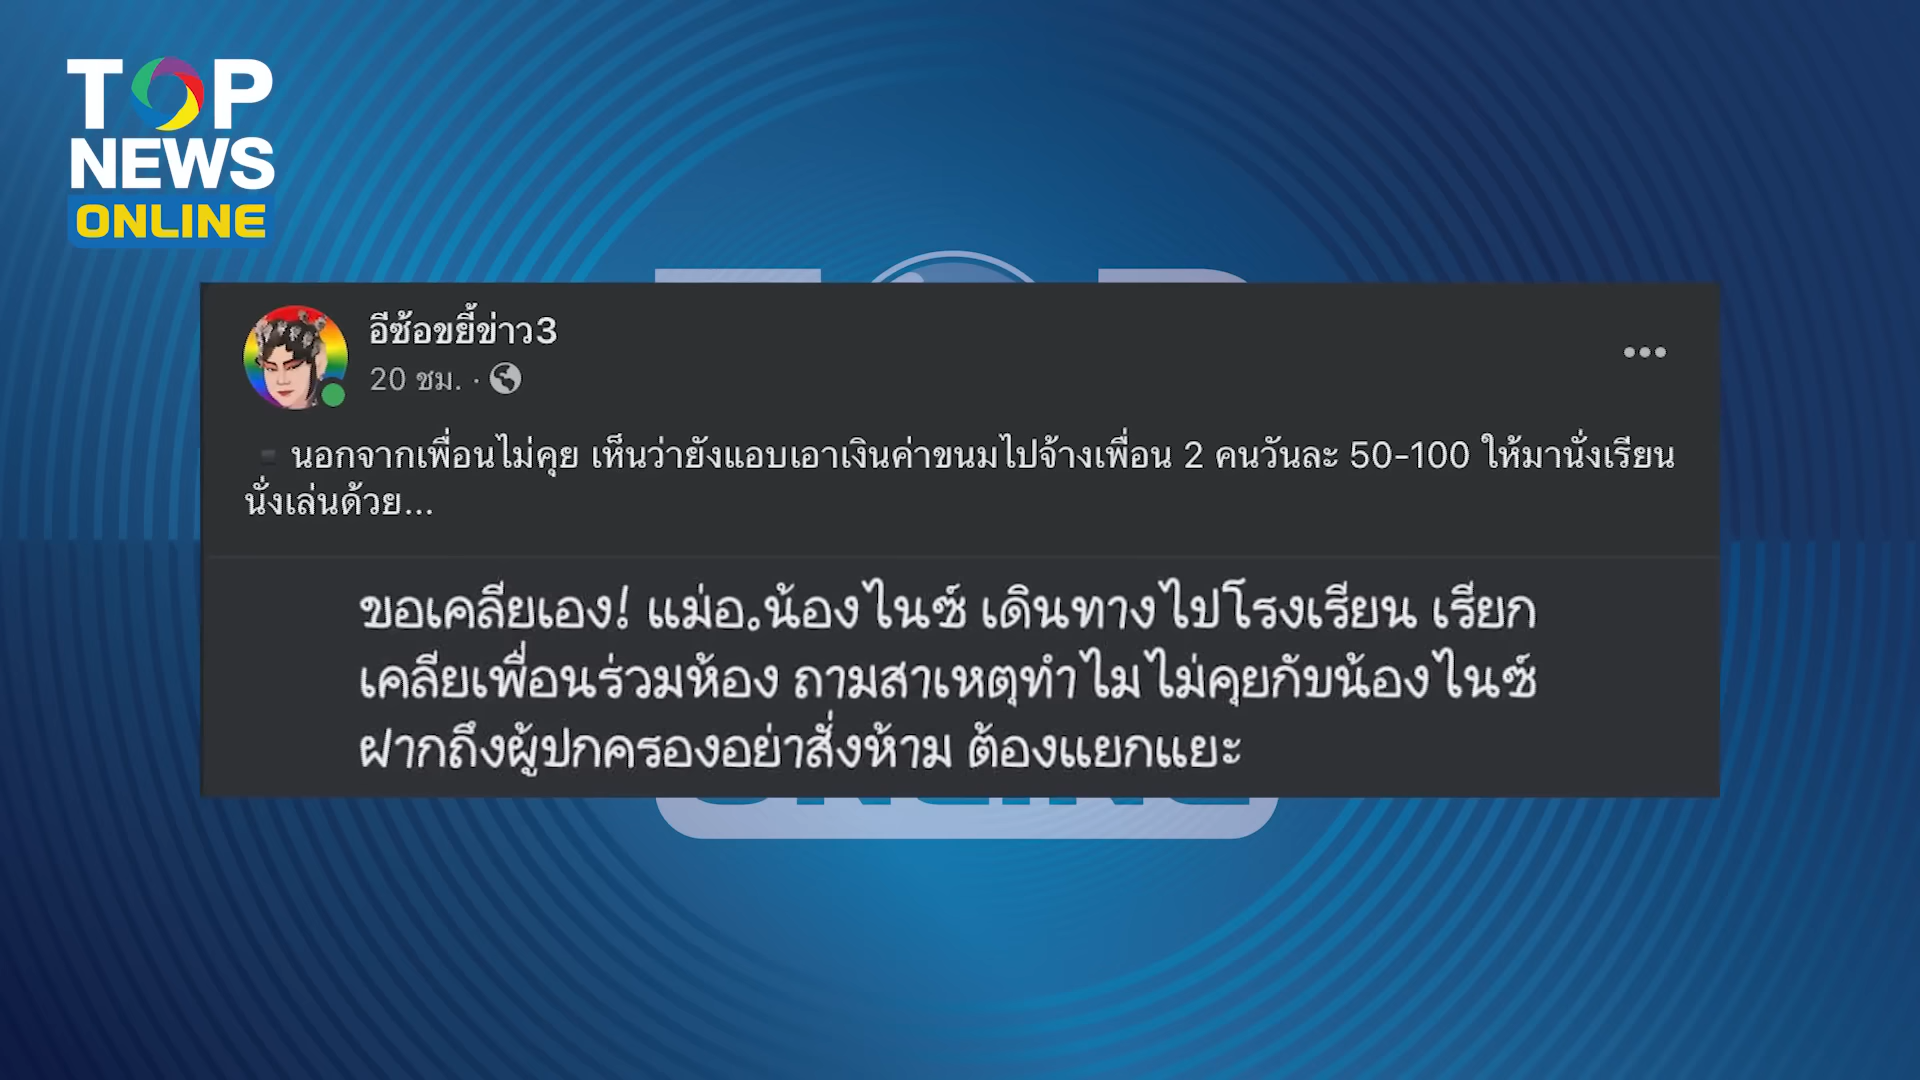 TOP
NEWS
ONLINE
อีซ้อขยี้ข่าว3
20 ชม. ·
นอกจากเพื่อนไม่คุย เห็นว่ายังแอบเอาเงินค่าขนมไปจ้างเพื่อน 2 คนวันละ 50-100 ให้มานั่งเรียน
นั่งเล่นด้วย...
ขอเคลียเอง! แม่อ.น้องไนซ์ เดินทางไปโรงเรียน เรียก
เคลียเพื่อนร่วมห้อง ถามสาเหตุทำไมไม่คุยกับน้องไนซ์
ฝากถึงผู้ปกครองอย่าสั่งห้าม ต้องแยกแยะ